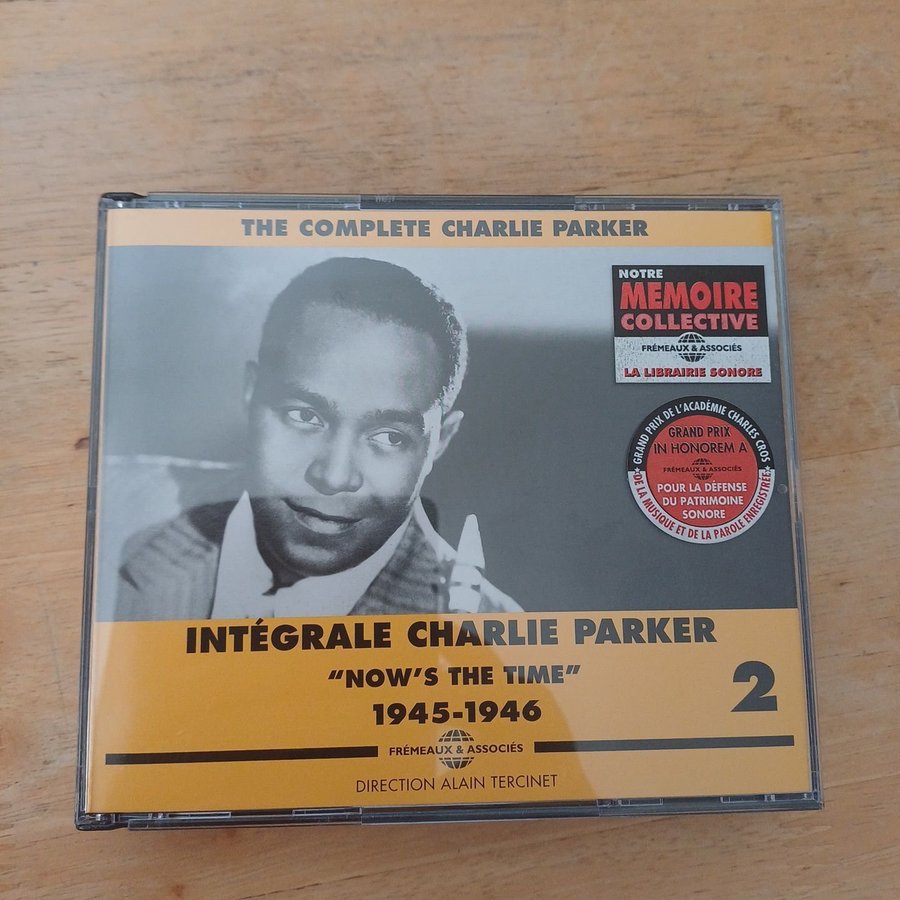 THE COMPLETE CHARLIE PARKER
NOTRE
MEMOIRE
COLLECTIVE
FRÉMEAUX & ASSOCIÉS
LA LIBRAIRIE SONORE
GRAND PRIX DE L'ACADÉMIE CHARLES CROS
GRAND PRIX
IN HONOREM A
FRÉMEAUX & ASSOCIÉS
POUR LA DÉFENSE
DU PATRIMOINE
SONORE
DE LA MUSIQUE ET DE LA PAROLE ENREGISTRÉE
INTÉGRALE CHARLIE PARKER
"NOW'S THE TIME"
2
1945-1946
FRÉMEAUX & ASSOCIÉS
DIRECTION ALAIN TERCINET